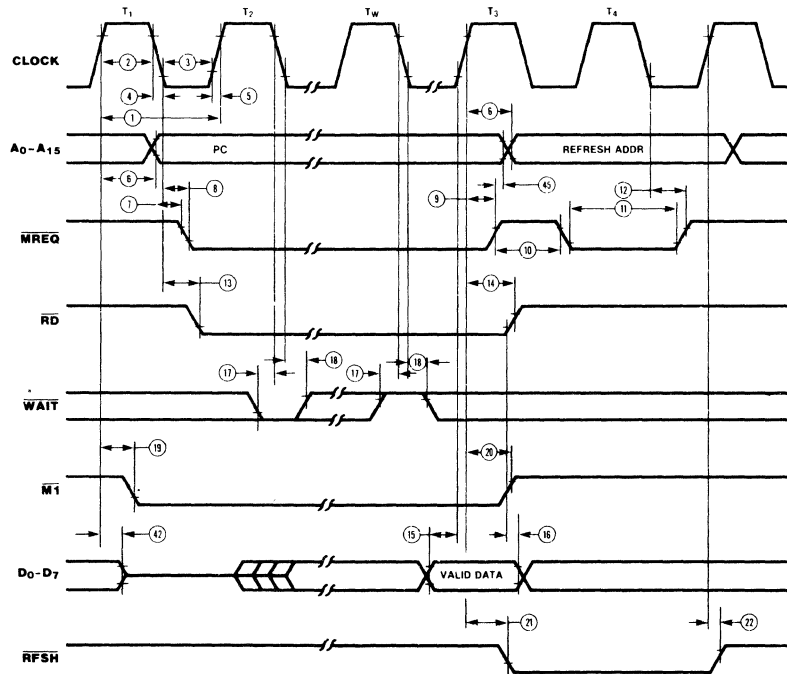 T1 T2 TW T3 T4
CLOCK
2 3
4 5
1 6
A0–A15 PC REFRESH ADDR
6 8 45 12
7 9 11
MREQ
10
13 14
RD
17 18 17 18
WAIT
19 20
M1
42 15 16
D0–D7 VALID DATA
21 22
RFSH